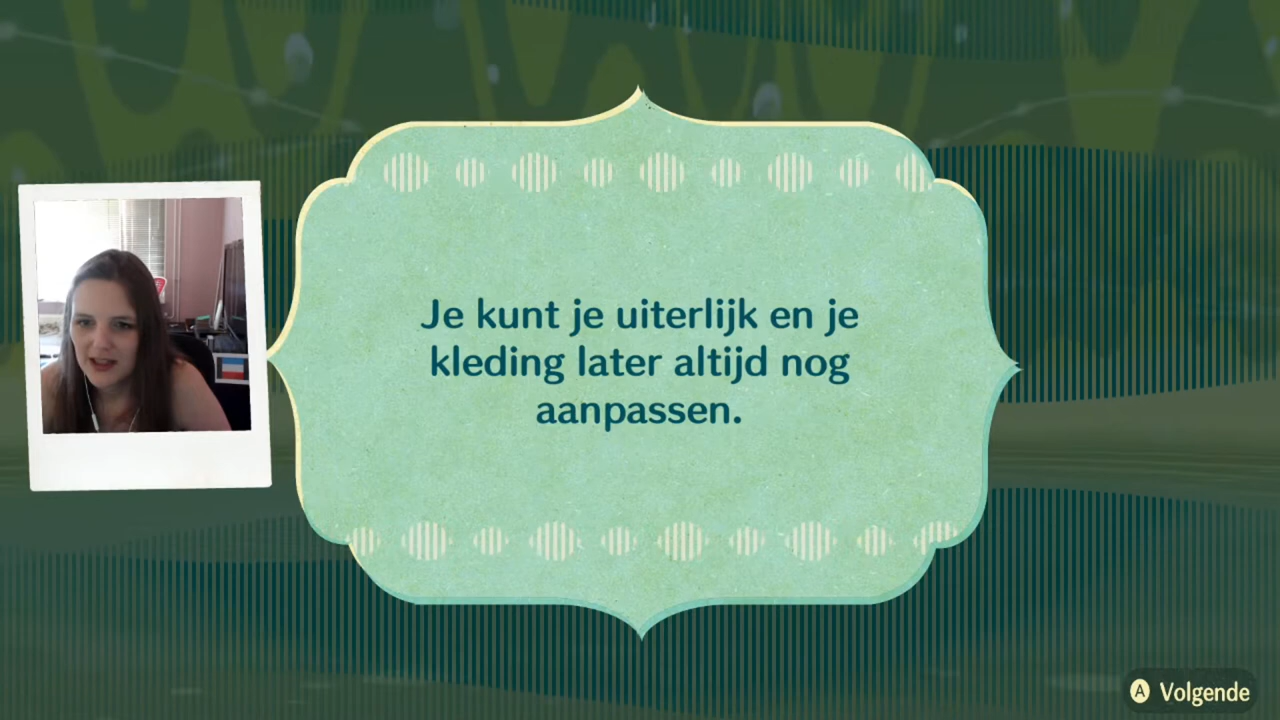 Je kunt je uiterlijk en je
kleding later altijd nog
aanpassen.
A Volgende